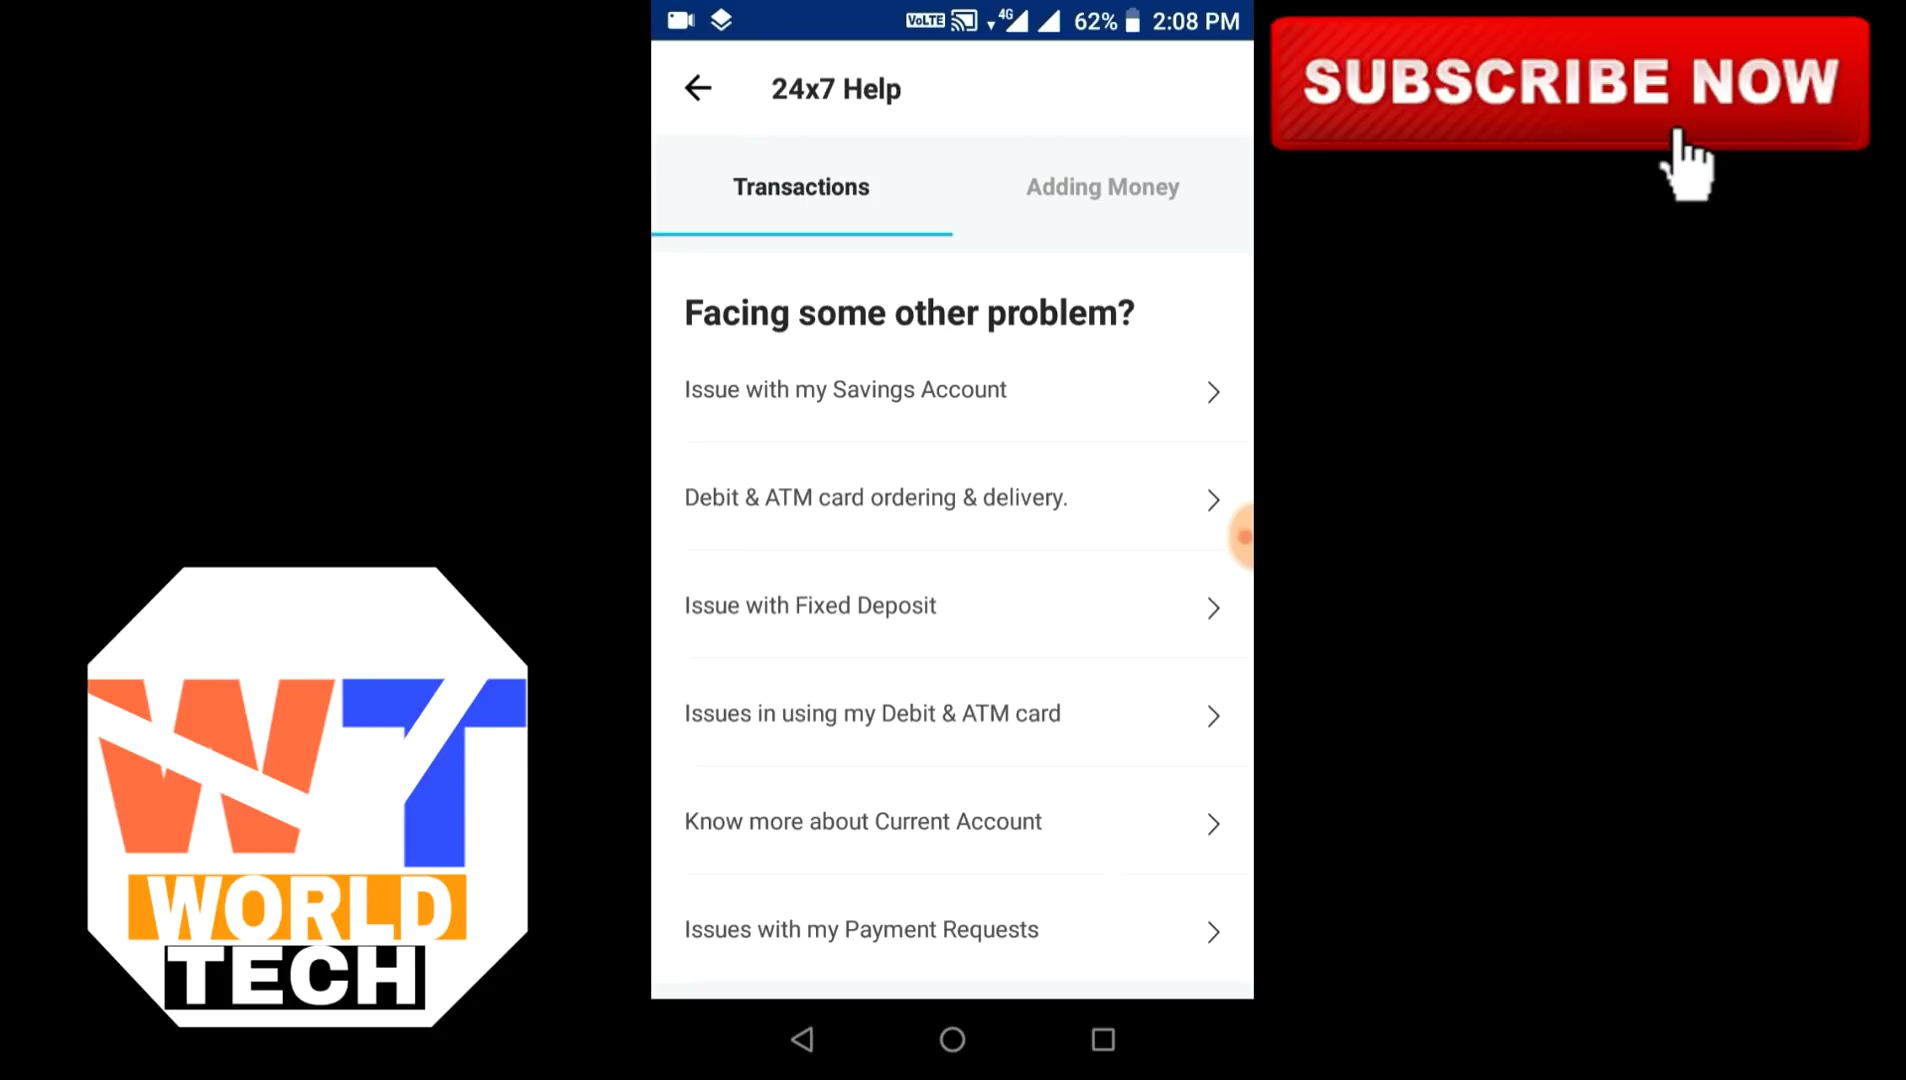 VoLTE 4G 62% 2:08 PM
SUBSCRIBE NOW
24x7 Help
Transactions Adding Money
Facing some other problem?
Issue with my Savings Account
Debit & ATM card ordering & delivery.
Issue with Fixed Deposit
Issues in using my Debit & ATM card
Know more about Current Account
Issues with my Payment Requests
WT
WORLD
TECH